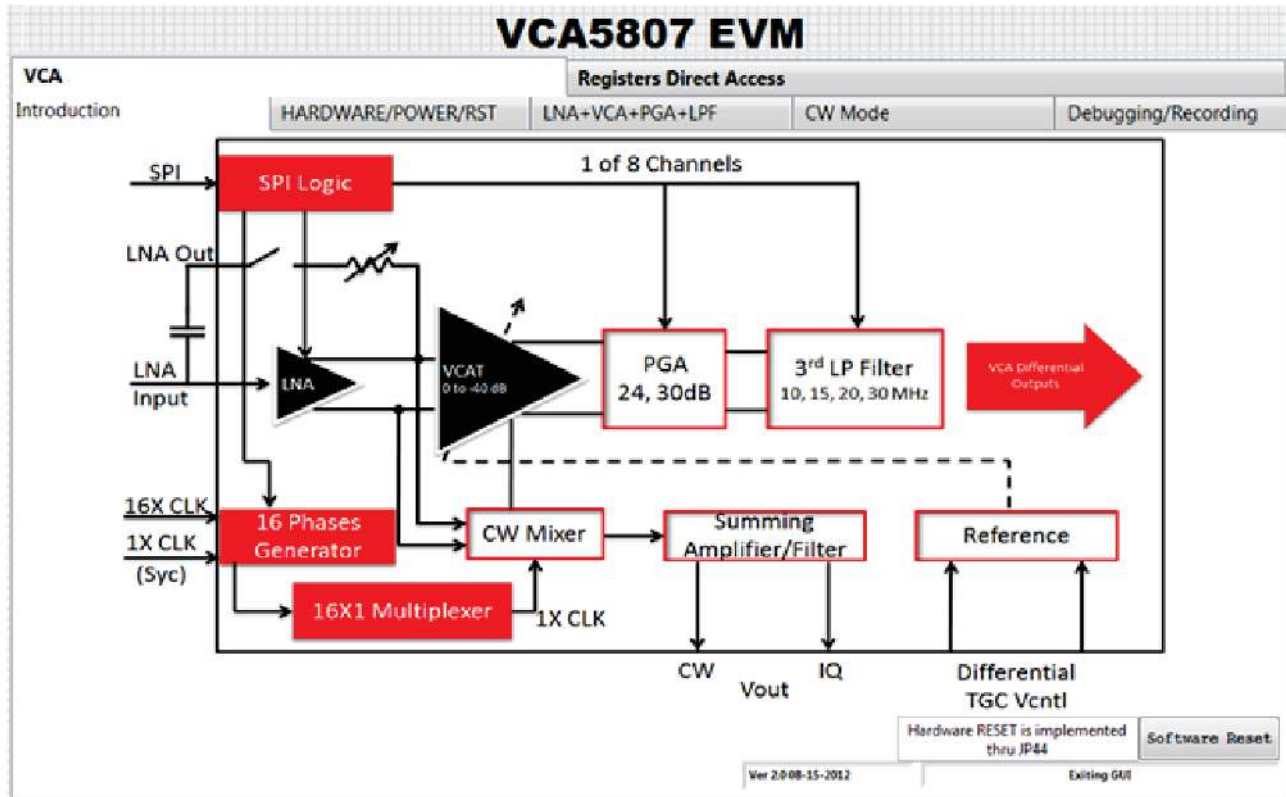 VCA5807 EVM
VCA
Registers Direct Access
Introduction
HARDWARE/POWER/RST
LNA+VCA+PGA+LPF
CW Mode
Debugging/Recording
SPI
SPI Logic
1 of 8 Channels
LNA Out
LNA
Input
LNA
VCAT
0 to -40 dB
PGA
24, 30dB
3rd LP Filter
10, 15, 20, 30 MHz
VCA Differential
Outputs
16X CLK
1X CLK
(Syc)
16 Phases
Generator
CW Mixer
Summing
Amplifier/Filter
Reference
16X1 Multiplexer
1X CLK
CW
IQ
Vout
Differential
TGC Vcntl
Hardware RESET is implemented
thru JP44
Software Reset
Ver 2.0 08-15-2012
Exiting GUI